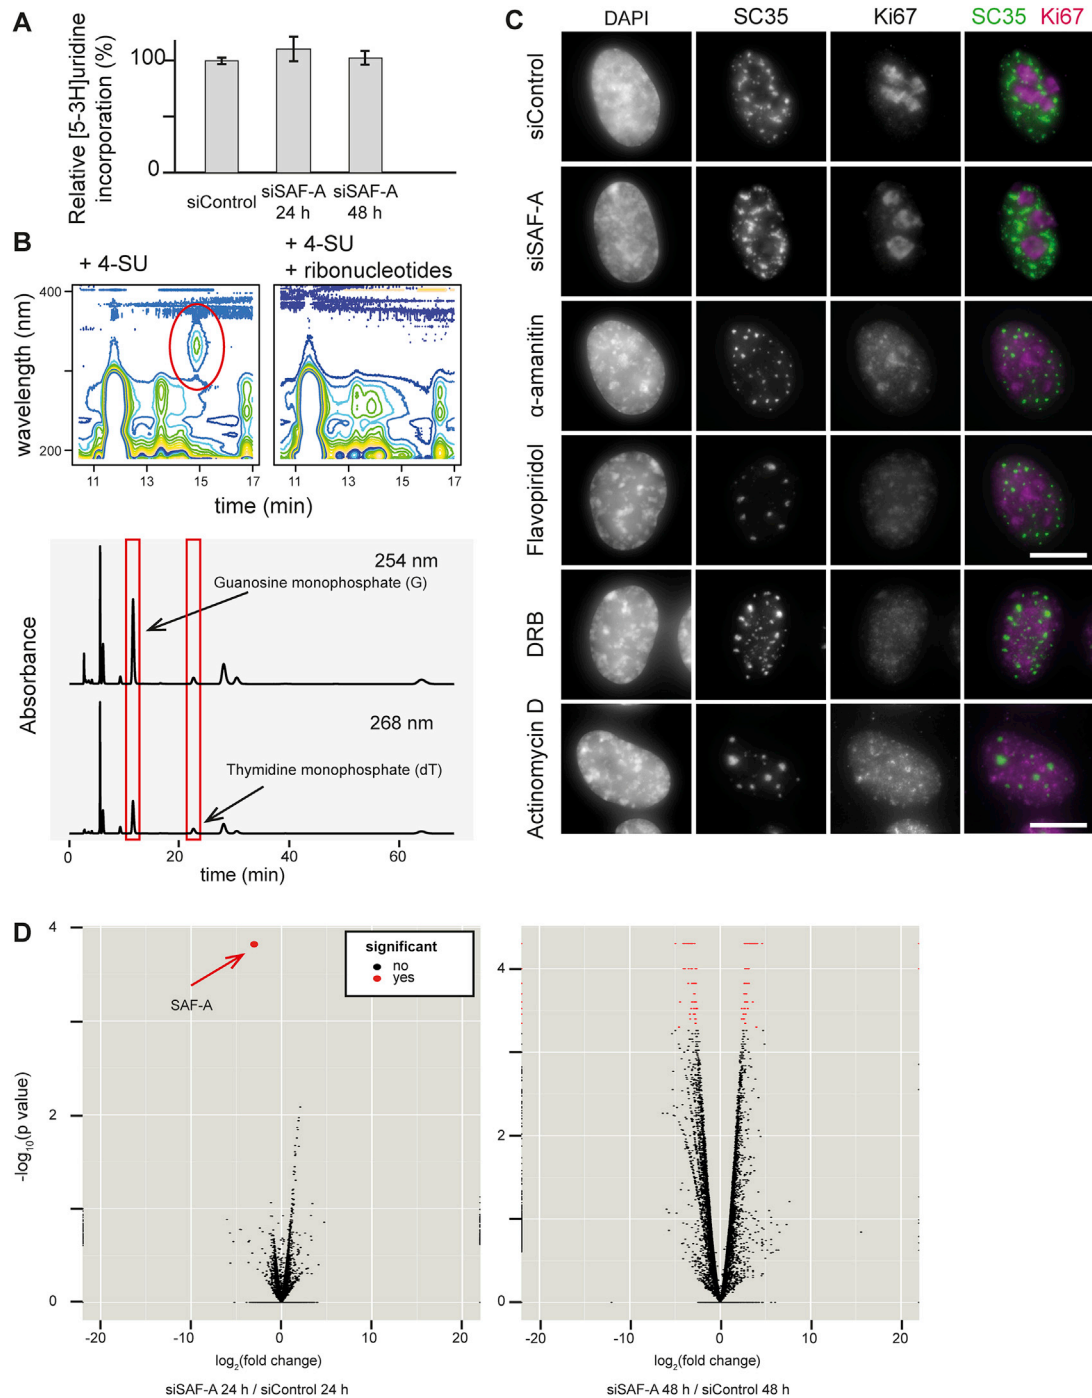 A
Relative [5-3H]uridine
incorporation (%)
100
0
siControl
siSAF-A
24 h
siSAF-A
48 h
B
+ 4-SU
+ 4-SU
+ ribonucleotides
wavelength (nm)
400
200
11
13
15
17
11
13
15
17
time (min)
254 nm
Guanosine monophosphate (G)
Absorbance
268 nm
Thymidine monophosphate (dT)
0
20
40
60
time (min)
C
DAPI
SC35
Ki67
SC35 Ki67
siControl
siSAF-A
α-amanitin
Flavopiridol
DRB
Actinomycin D
D
4
2
0
-log10(p value)
significant
no
yes
SAF-A
-20
-10
0
10
20
log2(fold change)
siSAF-A 24 h / siControl 24 h
4
2
0
-20
-10
0
10
20
log2(fold change)
siSAF-A 48 h / siControl 48 h